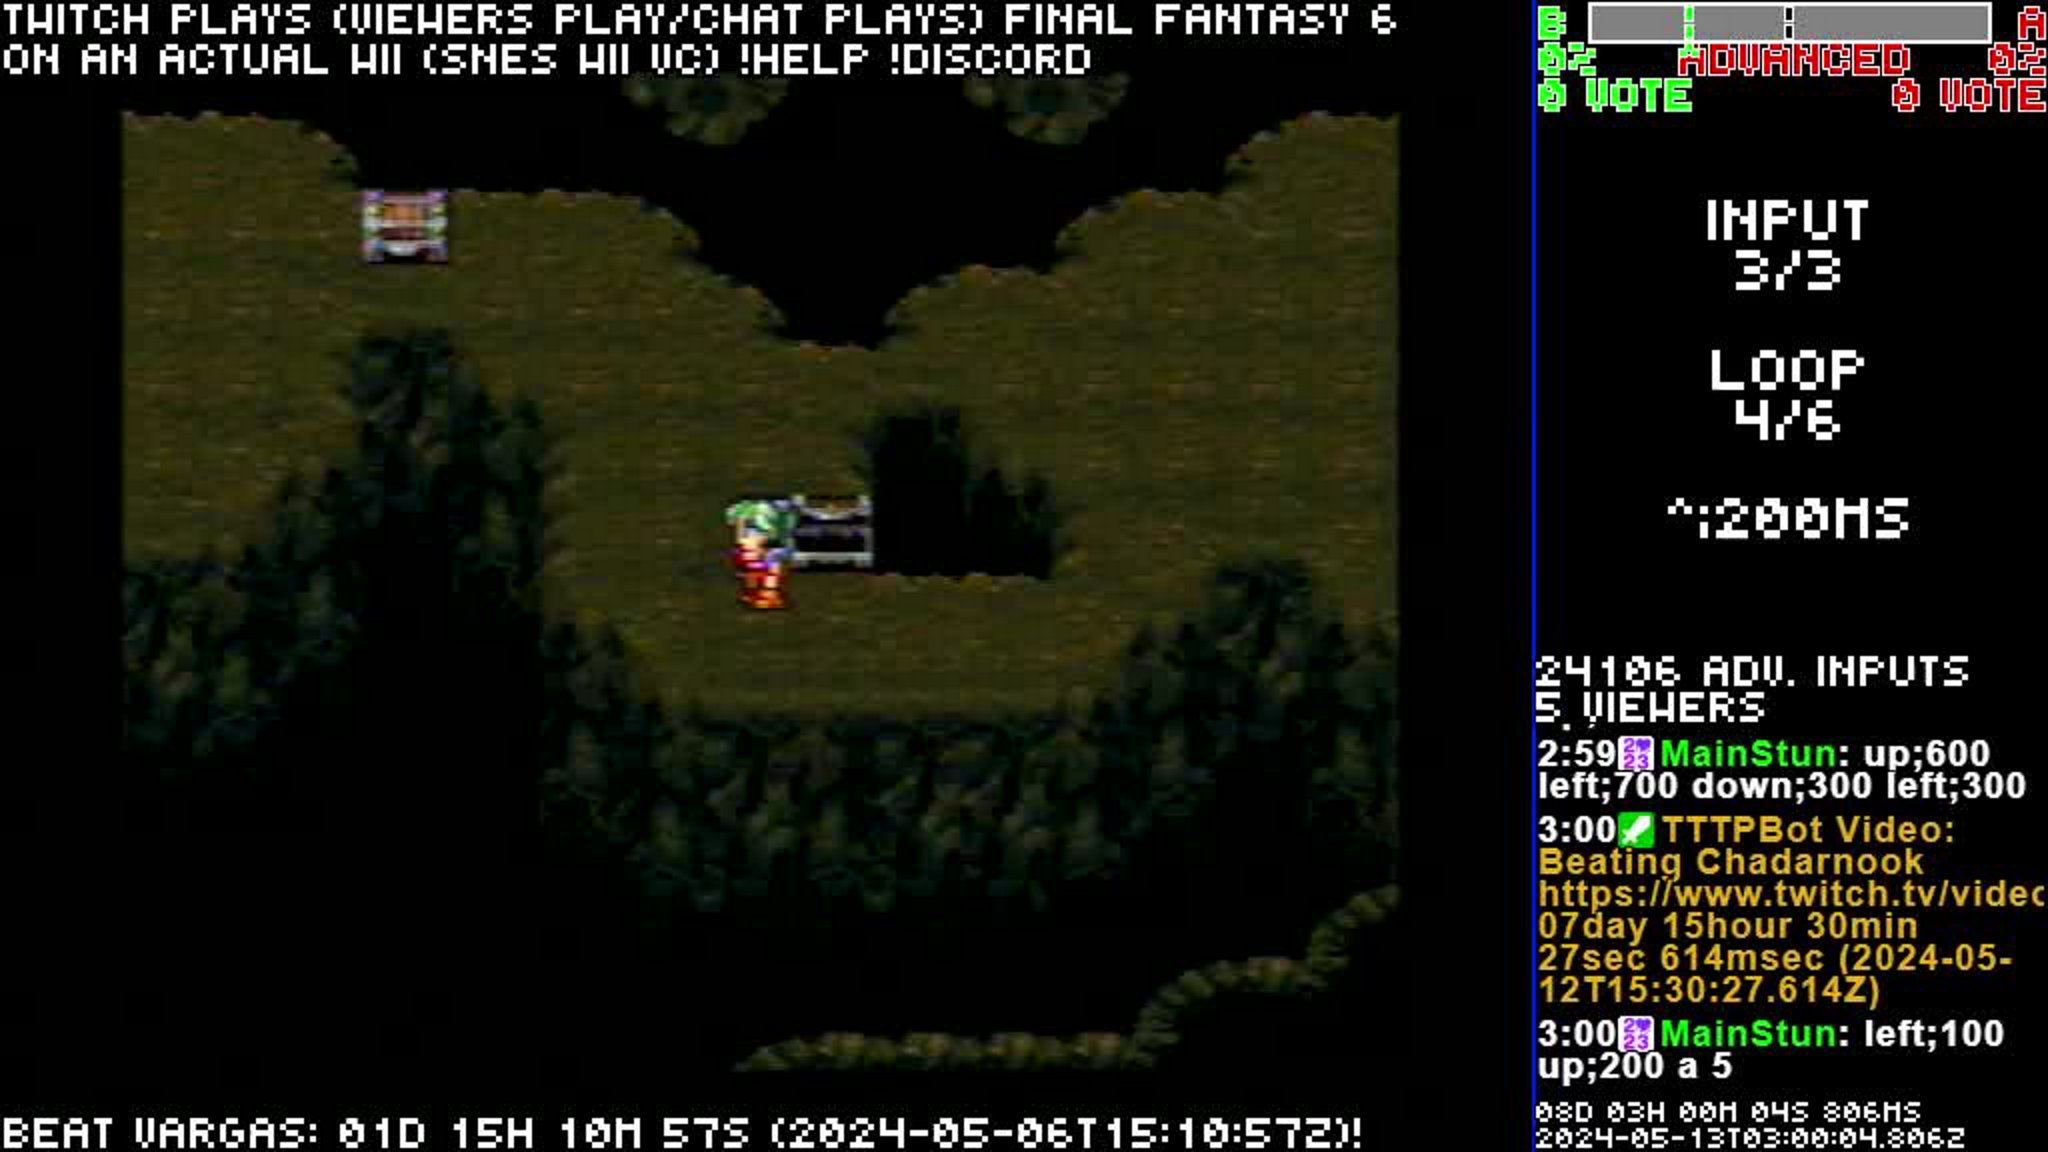 TWITCH PLAYS (VIEWERS PLAY/CHAT PLAYS) FINAL FANTASY 6
ON AN ACTUAL WII (SNES WII VC) !HELP !DISCORD
B A
0% ADVANCED 0%
0 VOTE 0 VOTE
INPUT
3/3
LOOP
4/6
^;200MS
24106 ADV. INPUTS
5 VIEWERS
2:59 MainStun: up;600
left;700 down;300 left;300
3:00 TTTPBot Video:
Beating Chadarnook
https://www.twitch.tv/videc
07day 15hour 30min
27sec 614msec (2024-05-
12T15:30:27.614Z)
3:00 MainStun: left;100
up;200 a 5
08D 03H 00M 04S 806MS
2024-05-13T03:00:04.806Z
BEAT VARGAS: 01D 15H 10M 57S (2024-05-06T15:10:57Z)!